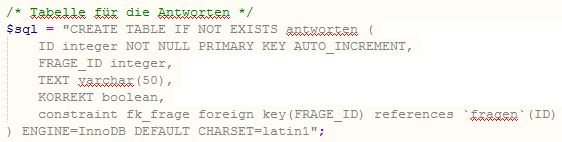 /* Tabelle für die Antworten */
$sql = "CREATE TABLE IF NOT EXISTS antworten (
ID integer NOT NULL PRIMARY KEY AUTO_INCREMENT,
FRAGE_ID integer,
TEXT varchar(50),
KORREKT boolean,
constraint fk_frage foreign key(FRAGE_ID) references `fragen`(ID)
) ENGINE=InnoDB DEFAULT CHARSET=latin1";